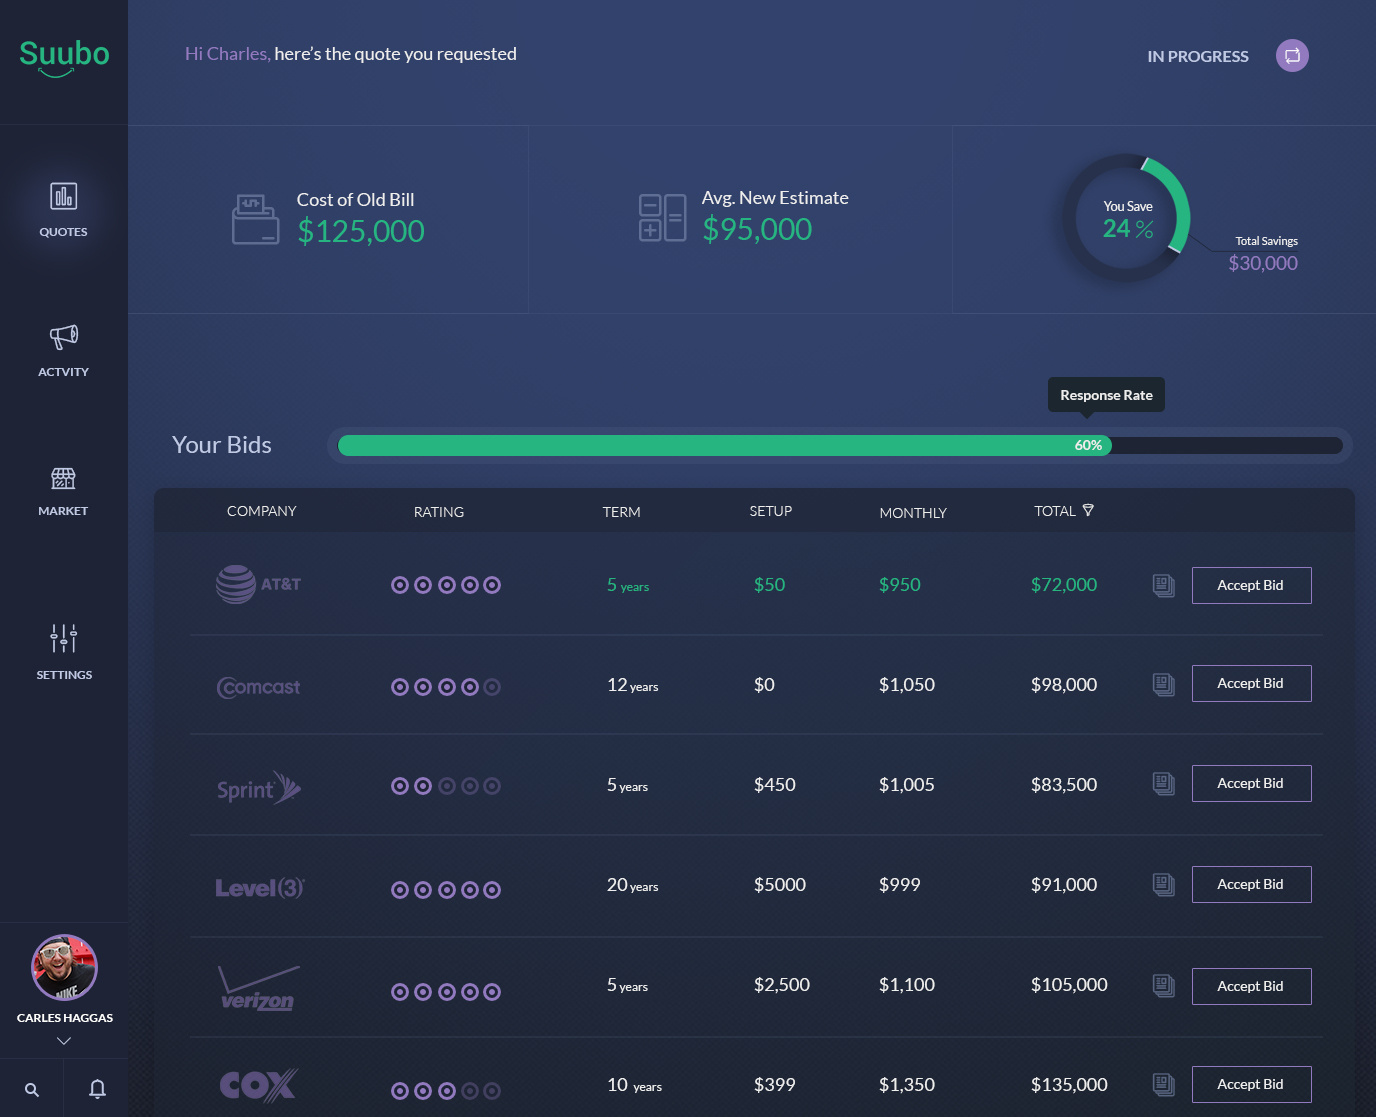 Suubo
Hi Charles, here's the quote you requested
IN PROGRESS
QUOTES
ACTVITY
MARKET
SETTINGS
CARLES HAGGAS
Cost of Old Bill
$125,000
Avg. New Estimate
$95,000
You Save
24 %
Total Savings
$30,000
Response Rate
Your Bids
60%
COMPANY RATING TERM SETUP MONTHLY TOTAL
AT&T 5 years $50 $950 $72,000 Accept Bid
comcast 12 years $0 $1,050 $98,000 Accept Bid
Sprint 5 years $450 $1,005 $83,500 Accept Bid
Level(3) 20 years $5000 $999 $91,000 Accept Bid
verizon 5 years $2,500 $1,100 $105,000 Accept Bid
COX 10 years $399 $1,350 $135,000 Accept Bid
NIKE